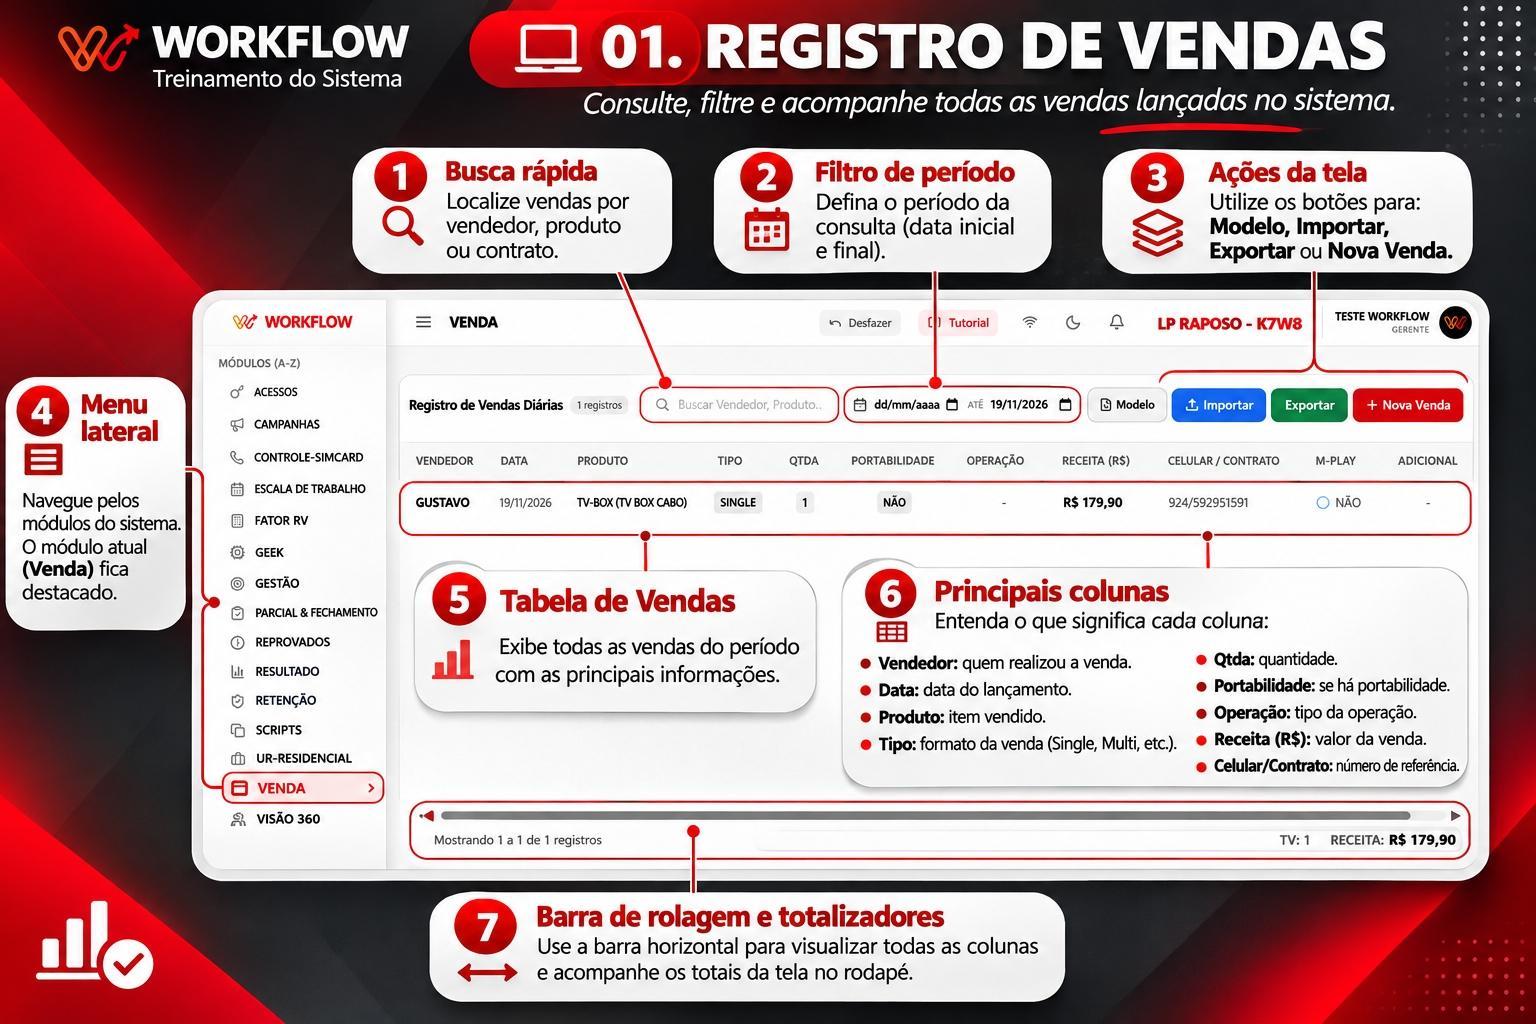 WORKFLOW
Treinamento do Sistema
01. REGISTRO DE VENDAS
Consulte, filtre e acompanhe todas as vendas lançadas no sistema.
1
Busca rápida
Localize vendas por
vendedor, produto
ou contrato.
2
Filtro de período
Defina o período da
consulta (data inicial
e final).
3
Ações da tela
Utilize os botões para:
Modelo, Importar,
Exportar ou Nova Venda.
4
Menu
lateral
Navegue pelos
módulos do sistema.
O módulo atual
(Venda) fica
destacado.
WORKFLOW
MÓDULOS (A-Z)
ACESSOS
CAMPANHAS
CONTROLE-SIMCARD
ESCALA DE TRABALHO
FATOR RV
GEEK
GESTÃO
PARCIAL & FECHAMENTO
REPROVADOS
RESULTADO
RETENÇÃO
SCRIPTS
UR-RESIDENCIAL
VENDA
VISÃO 360
VENDA
Desfazer
Tutorial
LP RAPOSO - K7W8
TESTE WORKFLOW
GERENTE
Registro de Vendas Diárias 1 registros Buscar Vendedor, Produto.. dd/mm/aaaa ATÉ 19/11/2026 Modelo Importar Exportar + Nova Venda
VENDEDOR DATA PRODUTO TIPO QTDA PORTABILIDADE OPERAÇÃO RECEITA (R$) CELULAR / CONTRATO M-PLAY ADICIONAL
GUSTAVO 19/11/2026 TV-BOX (TV BOX CABO) SINGLE 1 NÃO - R$ 179,90 924/592951591 NÃO -
5
Tabela de Vendas
Exibe todas as vendas do período
com as principais informações.
6
Principais colunas
Entenda o que significa cada coluna:
Vendedor: quem realizou a venda.
Data: data do lançamento.
Produto: item vendido.
Tipo: formato da venda (Single, Multi, etc.).
Qtda: quantidade.
Portabilidade: se há portabilidade.
Operação: tipo da operação.
Receita (R$): valor da venda.
Celular/Contrato: número de referência.
Mostrando 1 a 1 de 1 registros
TV: 1 RECEITA: R$ 179,90
7
Barra de rolagem e totalizadores
Use a barra horizontal para visualizar todas as colunas
e acompanhe os totais da tela no rodapé.